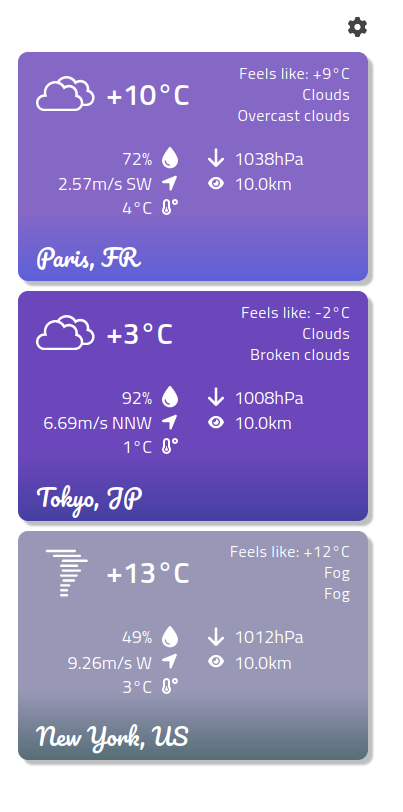 +10°C
Feels like: +9°C
Clouds
Overcast clouds
72%
1038hPa
2.57m/s SW
10.0km
4°C
Paris, FR
+3°C
Feels like: -2°C
Clouds
Broken clouds
92%
1008hPa
6.69m/s NNW
10.0km
1°C
Tokyo, JP
+13°C
Feels like: +12°C
Fog
Fog
49%
1012hPa
9.26m/s W
10.0km
3°C
New York, US